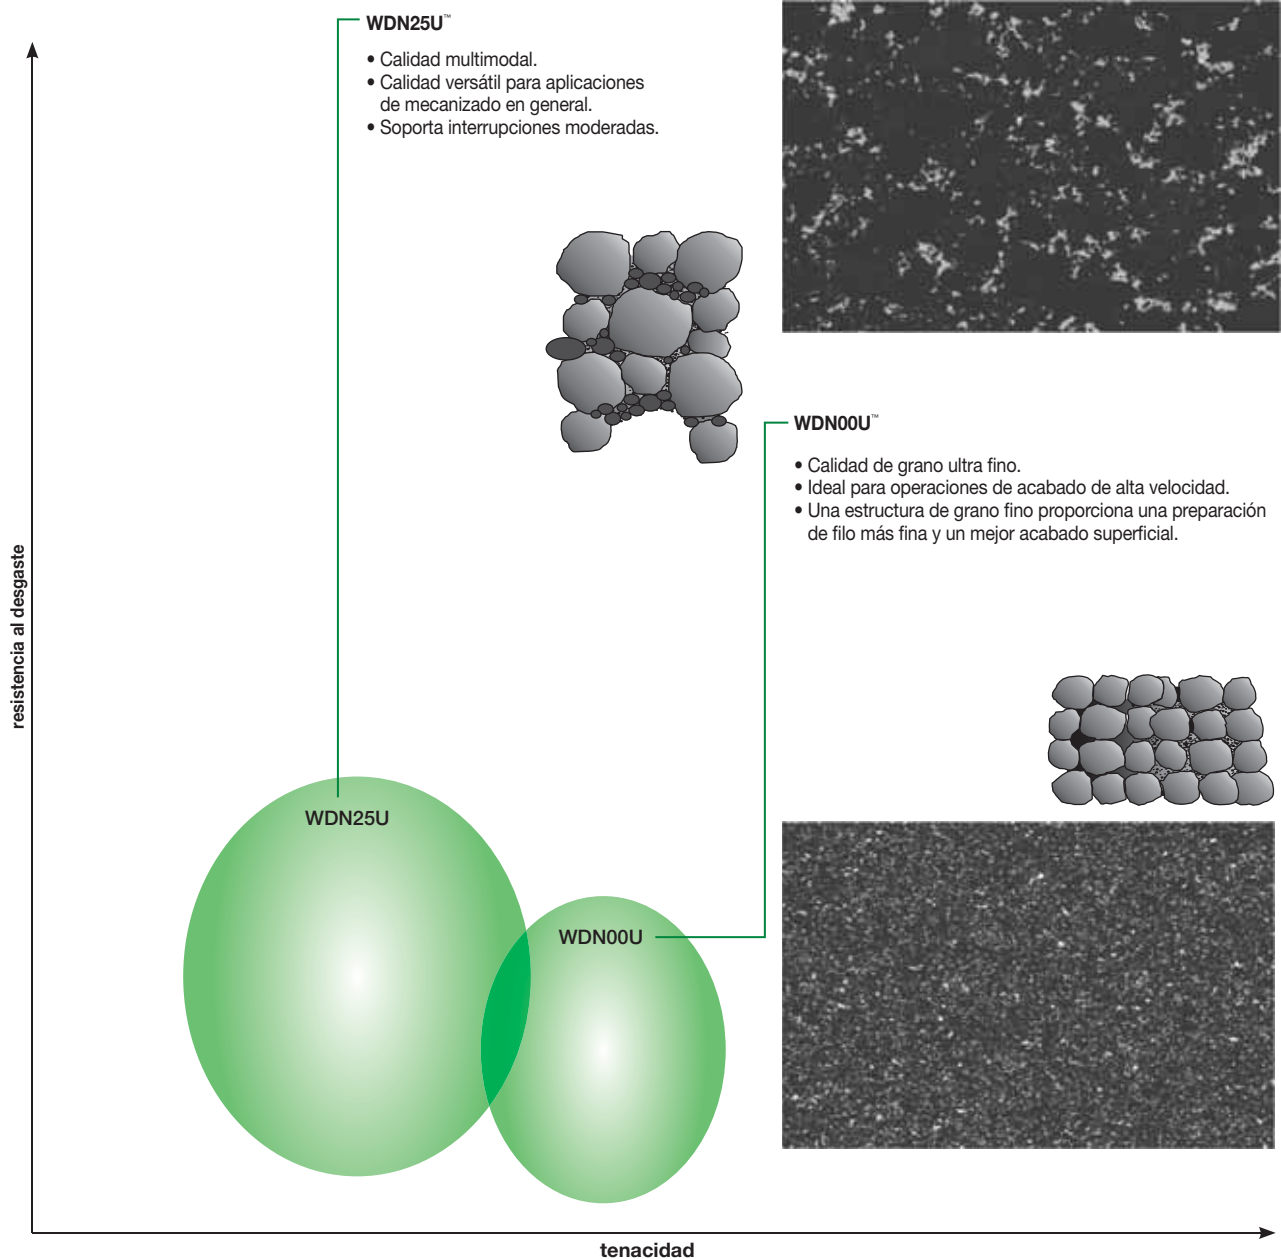 WDN25U™
• Calidad multimodal.
• Calidad versátil para aplicaciones
de mecanizado en general.
• Soporta interrupciones moderadas.
WDN00U™
• Calidad de grano ultra fino.
• Ideal para operaciones de acabado de alta velocidad.
• Una estructura de grano fino proporciona una preparación
de filo más fina y un mejor acabado superficial.
resistencia al desgaste
WDN25U
WDN00U
tenacidad